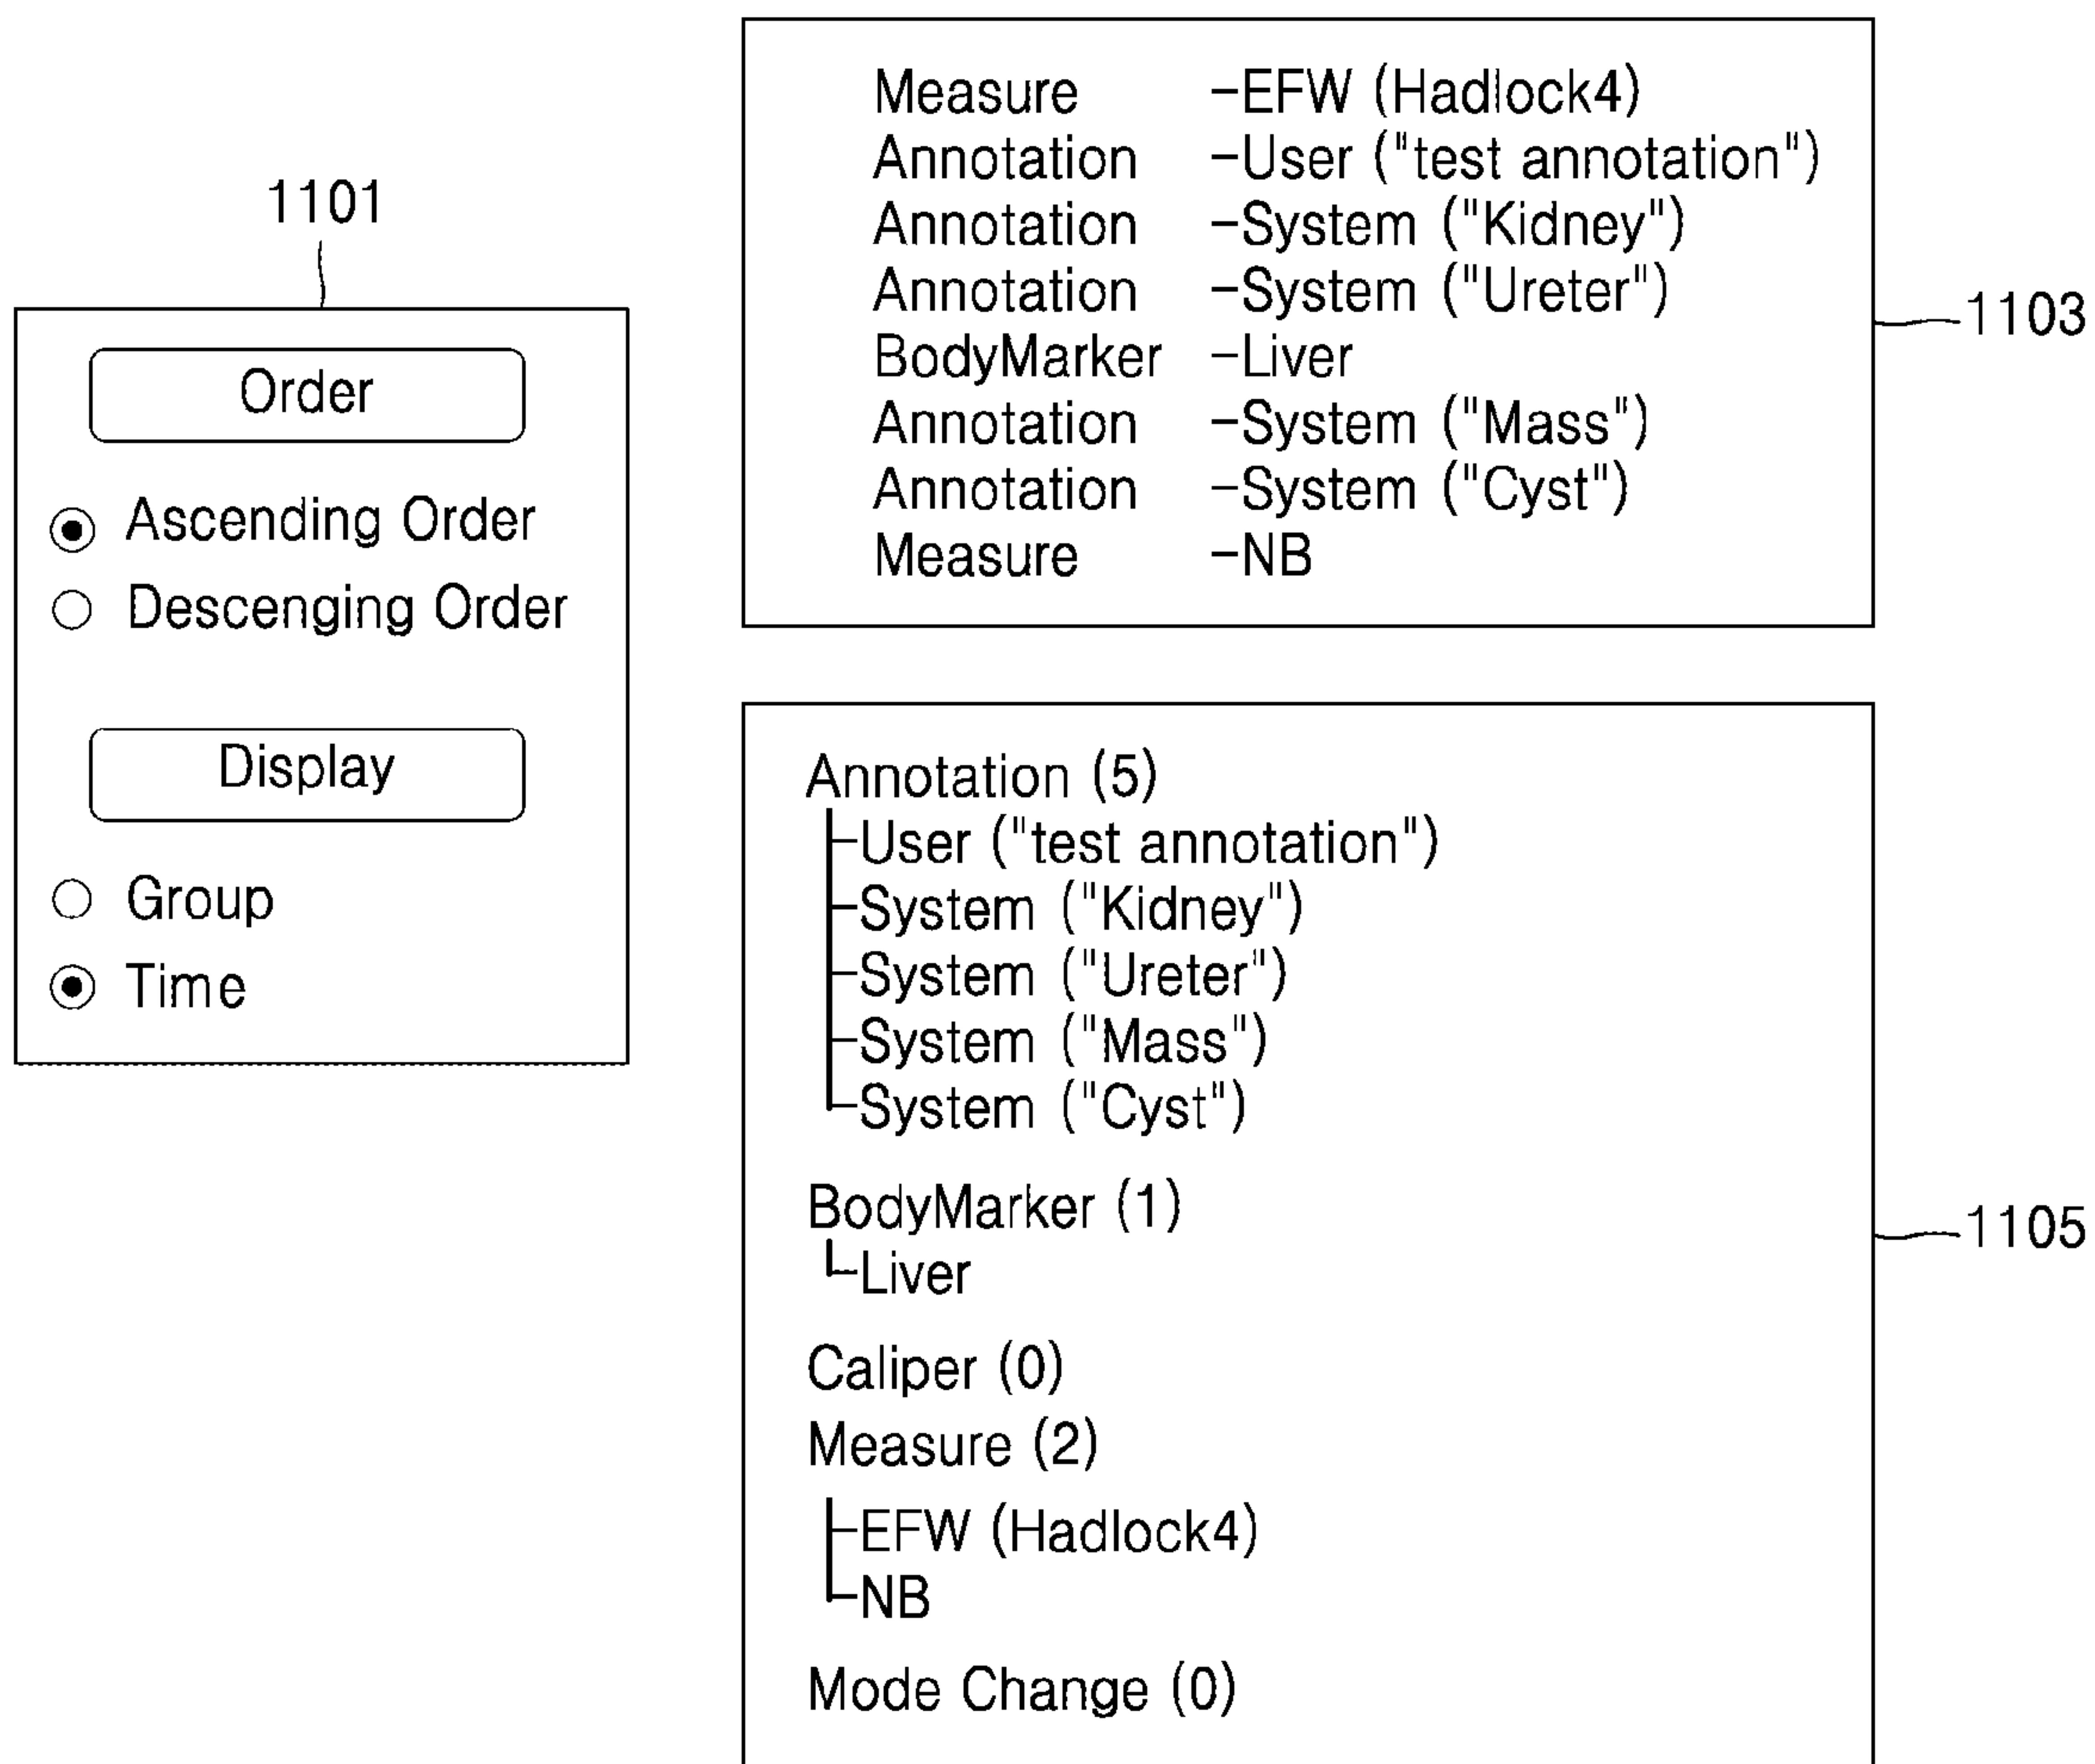 1101
Order
Ascending Order
Descenging Order
Display
Group
Time
Measure -EFW (Hadlock4)
Annotation -User ("test annotation")
Annotation -System ("Kidney")
Annotation -System ("Ureter")
BodyMarker -Liver
Annotation -System ("Mass")
Annotation -System ("Cyst")
Measure -NB
1103
Annotation (5)
User ("test annotation")
System ("Kidney")
System ("Ureter")
System ("Mass")
System ("Cyst")
BodyMarker (1)
Liver
Caliper (0)
Measure (2)
EFW (Hadlock4)
NB
Mode Change (0)
1105